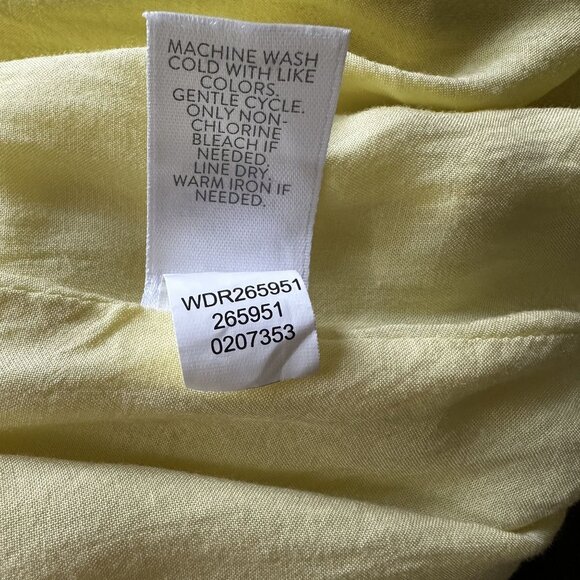 MACHINE WASH
COLD WITH LIKE
COLORS.
GENTLE CYCLE.
ONLY NON-
CHLORINE
BLEACH IF
NEEDED.
LINE DRY.
WARM IRON IF
NEEDED.
WDR265951
265951
0207353